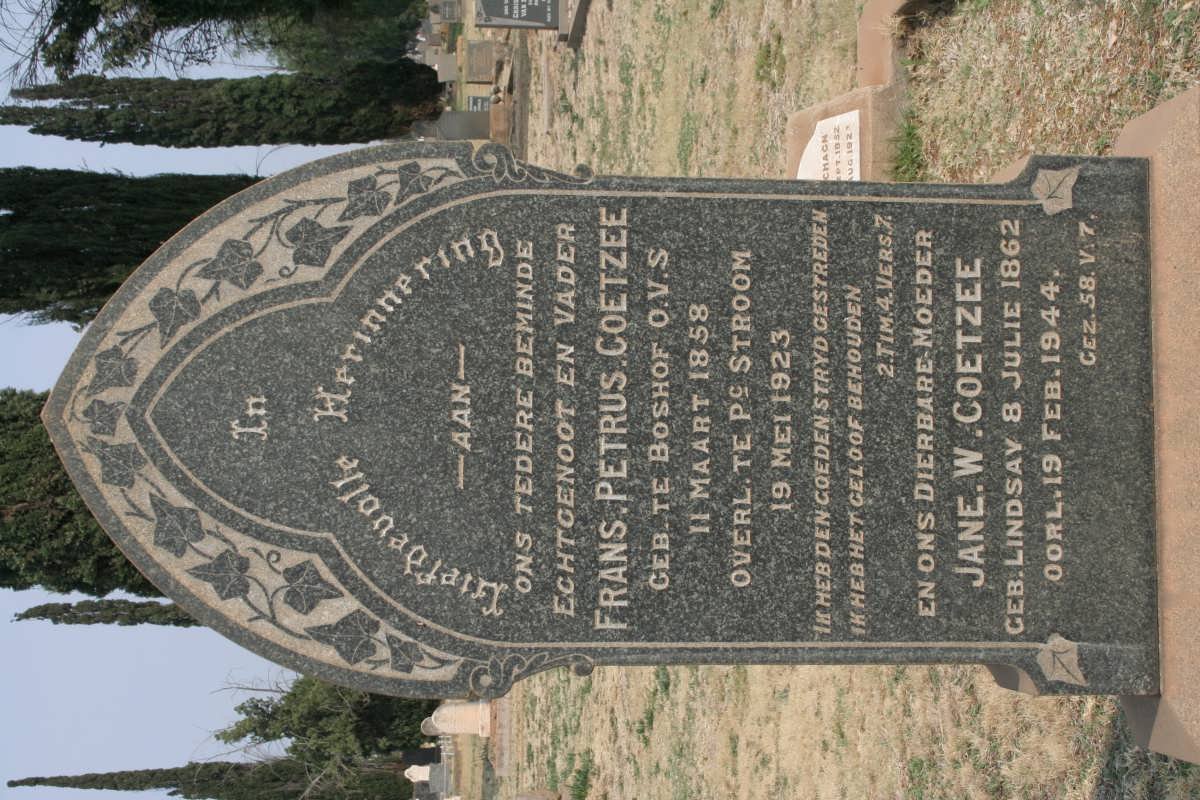 In
Liefdevolle Herinnering
—AAN—
ONS TEDERE BEMINDE
ECHTGENOOT EN VADER
FRANS. PETRUS. COETZEE
GEB. TE BOSHOF O.V.S
11 MAART 1858
OVERL. TE P.S STROOM
19 MEI 1923
IK HEB DEN GOEDEN STRYD GESTREDEN
IK HEB HET GELOOF BEHOUDEN
2. TIM. 4 VERS. 7.
EN ONS DIERBARE MOEDER
JANE. W. COETZEE
GEB. LINDSAY 8 JULIE 1862
OORL. 19 FEB. 1944.
GEZ. 58. V. 7.